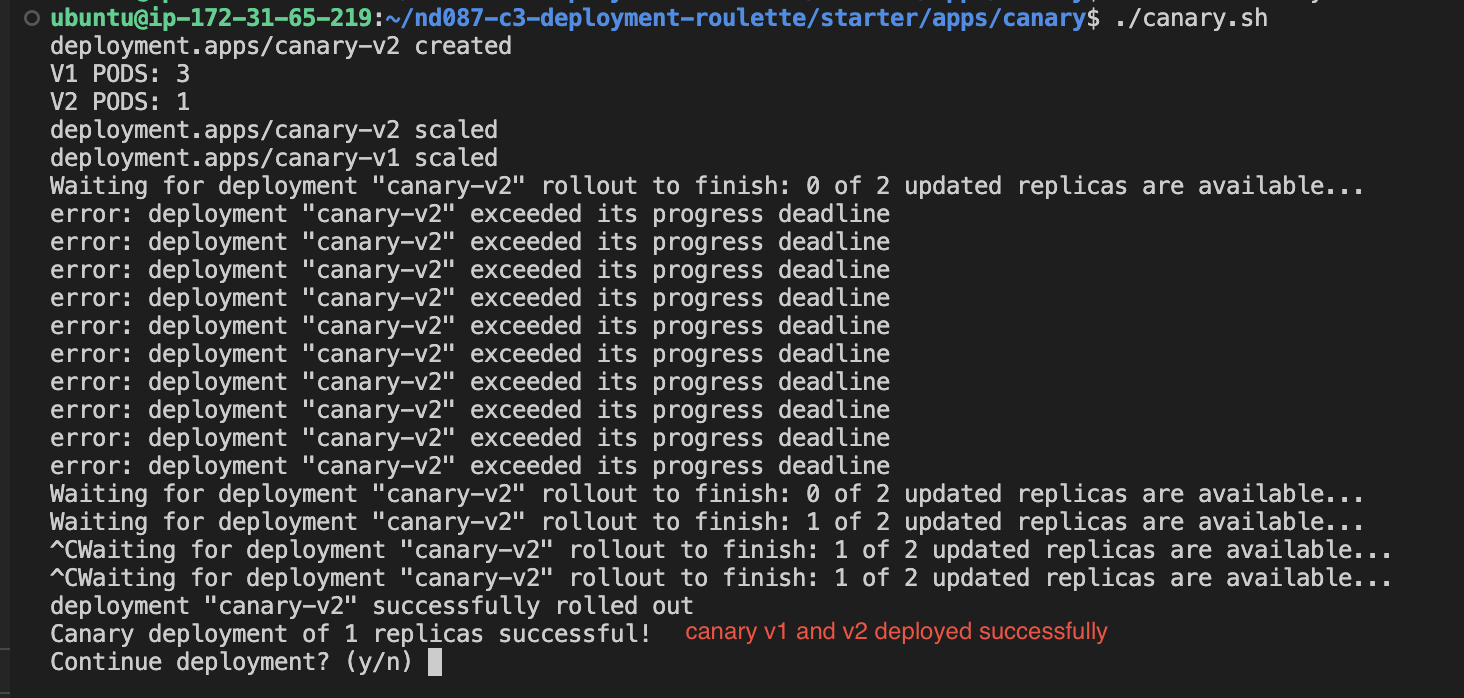 ubuntu@ip-172-31-65-219:~/nd087-c3-deployment-roulette/starter/apps/canary$ ./canary.sh
deployment.apps/canary-v2 created
V1 PODS: 3
V2 PODS: 1
deployment.apps/canary-v2 scaled
deployment.apps/canary-v1 scaled
Waiting for deployment "canary-v2" rollout to finish: 0 of 2 updated replicas are available...
error: deployment "canary-v2" exceeded its progress deadline
error: deployment "canary-v2" exceeded its progress deadline
error: deployment "canary-v2" exceeded its progress deadline
error: deployment "canary-v2" exceeded its progress deadline
error: deployment "canary-v2" exceeded its progress deadline
error: deployment "canary-v2" exceeded its progress deadline
error: deployment "canary-v2" exceeded its progress deadline
error: deployment "canary-v2" exceeded its progress deadline
error: deployment "canary-v2" exceeded its progress deadline
error: deployment "canary-v2" exceeded its progress deadline
Waiting for deployment "canary-v2" rollout to finish: 0 of 2 updated replicas are available...
Waiting for deployment "canary-v2" rollout to finish: 1 of 2 updated replicas are available...
^CWaiting for deployment "canary-v2" rollout to finish: 1 of 2 updated replicas are available...
^CWaiting for deployment "canary-v2" rollout to finish: 1 of 2 updated replicas are available...
deployment "canary-v2" successfully rolled out
Canary deployment of 1 replicas successful! canary v1 and v2 deployed successfully
Continue deployment? (y/n)